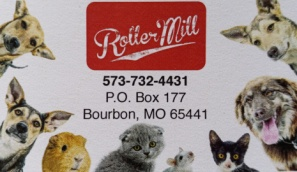 Roller Mill
573-732-4431
P.O. Box 177
Bourbon, MO 65441